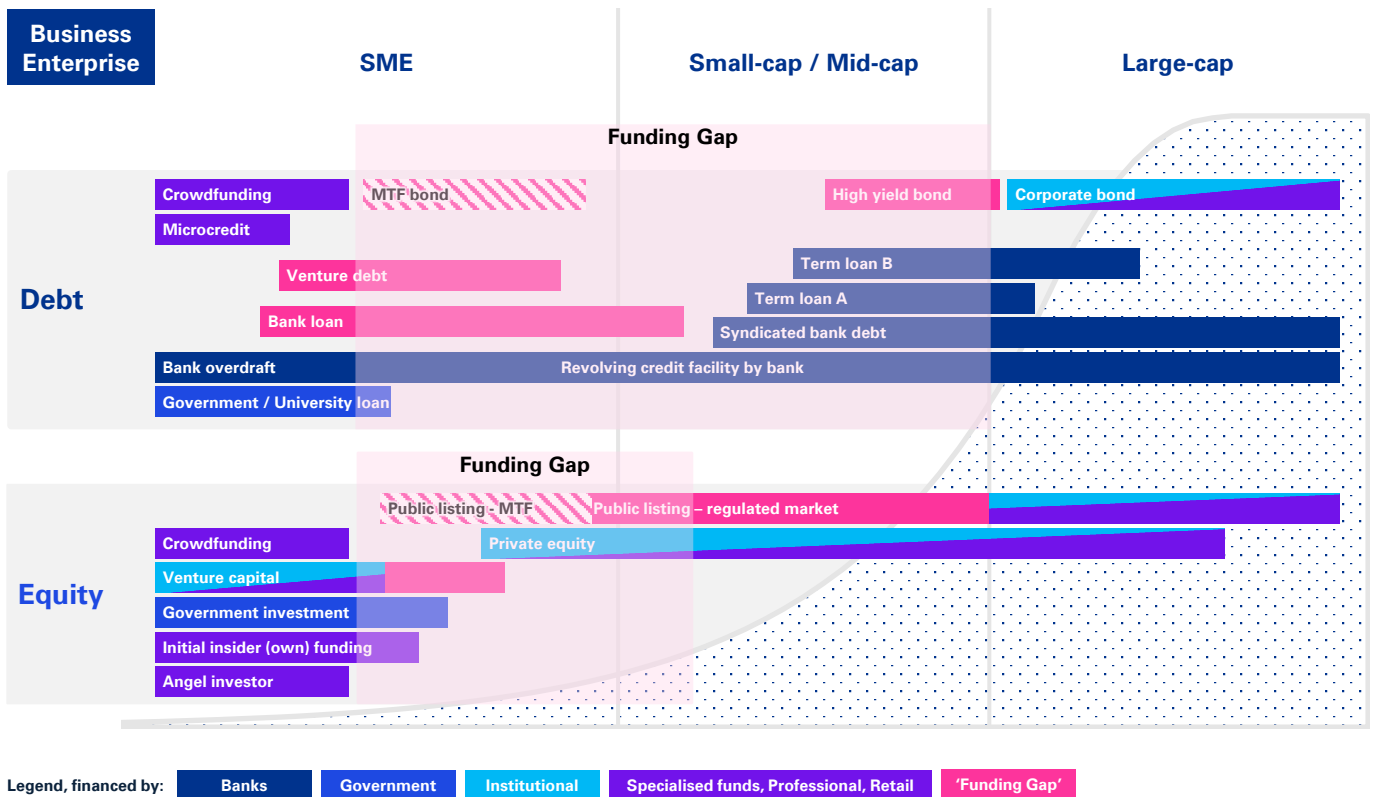 Business
Enterprise
SME
Small-cap / Mid-cap
Large-cap
Funding Gap
Debt
Crowdfunding
MTF bond
High yield bond
Corporate bond
Microcredit
Term loan B
Venture debt
Term loan A
Bank loan
Syndicated bank debt
Bank overdraft
Revolving credit facility by bank
Government / University loan
Funding Gap
Equity
Public listing - MTF
Public listing – regulated market
Crowdfunding
Private equity
Venture capital
Government investment
Initial insider (own) funding
Angel investor
Legend, financed by:
Banks
Government
Institutional
Specialised funds, Professional, Retail
'Funding Gap'